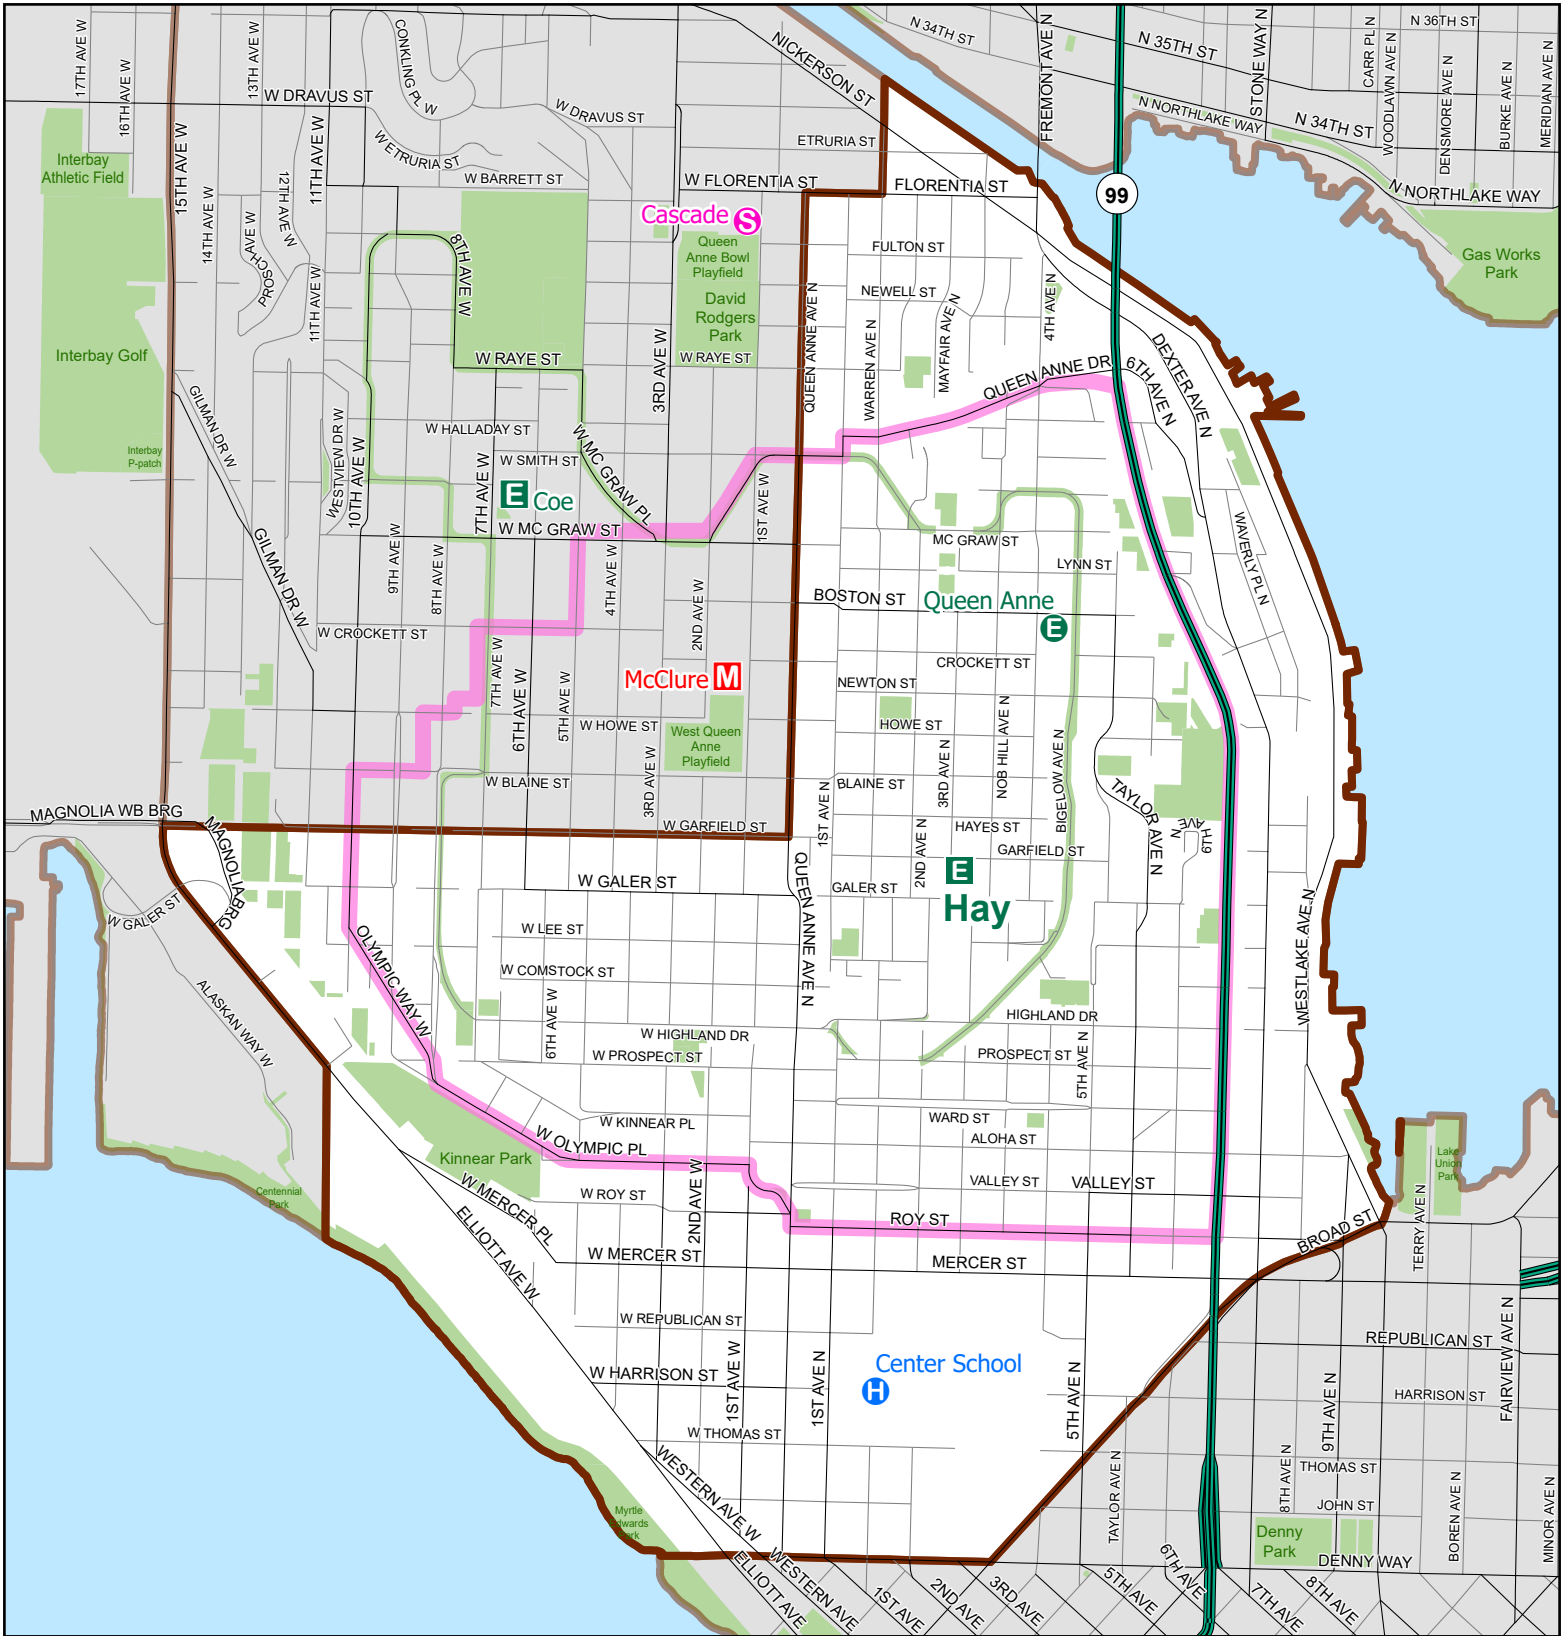 17TH AVE W
16TH AVE W
13TH AVE W
W DRAVUS ST
CONKLING PL W
W DRAVUS ST
NICKERSON ST
N 34TH ST
FREMONT AVE N
N 35TH ST
STONE WAY N
N 36TH ST
CARR PL N
WOODLAWN AVE N
DENSMORE AVE N
BURKE AVE N
MERIDIAN AVE N
N NORTHLAKE WAY
N 34TH ST
N NORTHLAKE WAY
15TH AVE W
11TH AVE W
W ETRURIA ST
W BARRETT ST
ETRURIA ST
W FLORENTIA ST
FLORENTIA ST
99
Interbay
Athletic Field
14TH AVE W
12TH AVE W
PROSCH AVE W
11TH AVE W
8TH AVE W
Cascade
S
Queen
Anne Bowl
Playfield
David
Rodgers
Park
FULTON ST
NEWELL ST
4TH AVE N
Gas Works
Park
Interbay Golf
W RAYE ST
3RD AVE W
W RAYE ST
QUEEN ANNE AVE N
WARREN AVE N
MAYFAIR AVE N
QUEEN ANNE DR
6TH AVE N
DEXTER AVE N
GILMAN DR W
WESTVIEW DR W
10TH AVE W
W HALLADAY ST
W SMITH ST
W MC GRAW PL
Interbay
P-patch
7TH AVE W
E
Coe
W MC GRAW ST
1ST AVE W
MC GRAW ST
LYNN ST
WAVERLY PL N
GILMAN DR W
9TH AVE W
8TH AVE W
4TH AVE W
2ND AVE W
BOSTON ST
Queen Anne
E
W CROCKETT ST
7TH AVE W
6TH AVE W
5TH AVE W
McClure
M
CROCKETT ST
NEWTON ST
W HOWE ST
West Queen
Anne
Playfield
HOWE ST
3RD AVE N
NOB HILL AVE N
BIGELOW AVE N
W BLAINE ST
3RD AVE W
BLAINE ST
1ST AVE N
TAYLOR AVE N
6TH AVE N
MAGNOLIA WB BRG
MAGNOLIA BRG
W GARFIELD ST
HAYES ST
GARFIELD ST
2ND AVE N
E
Hay
W GALER ST
GALER ST
QUEEN ANNE AVE N
W GALER ST
W LEE ST
W COMSTOCK ST
OLYMPIC WAY W
WESTLAKE AVE N
ALASKAN WAY W
6TH AVE W
W HIGHLAND DR
HIGHLAND DR
W PROSPECT ST
PROSPECT ST
5TH AVE N
W KINNEAR PL
WARD ST
W OLYMPIC PL
ALOHA ST
Kinnear Park
Centennial
Park
W MERCER PL
W ROY ST
2ND AVE W
VALLEY ST
VALLEY ST
Lake
Union
Park
TERRY AVE N
ELLIOTT AVE W
ROY ST
BROAD ST
W MERCER ST
MERCER ST
W REPUBLICAN ST
REPUBLICAN ST
FAIRVIEW AVE N
W HARRISON ST
1ST AVE W
1ST AVE N
Center School
H
5TH AVE N
HARRISON ST
9TH AVE N
W THOMAS ST
WESTERN AVE W
TAYLOR AVE N
8TH AVE N
THOMAS ST
JOHN ST
BOREN AVE N
MINOR AVE N
Myrtle
Edwards
Park
Denny
Park
DENNY WAY
ELLIOTT AVE
WESTERN AVE
1ST AVE
2ND AVE
3RD AVE
5TH AVE
6TH AVE
7TH AVE
8TH AVE